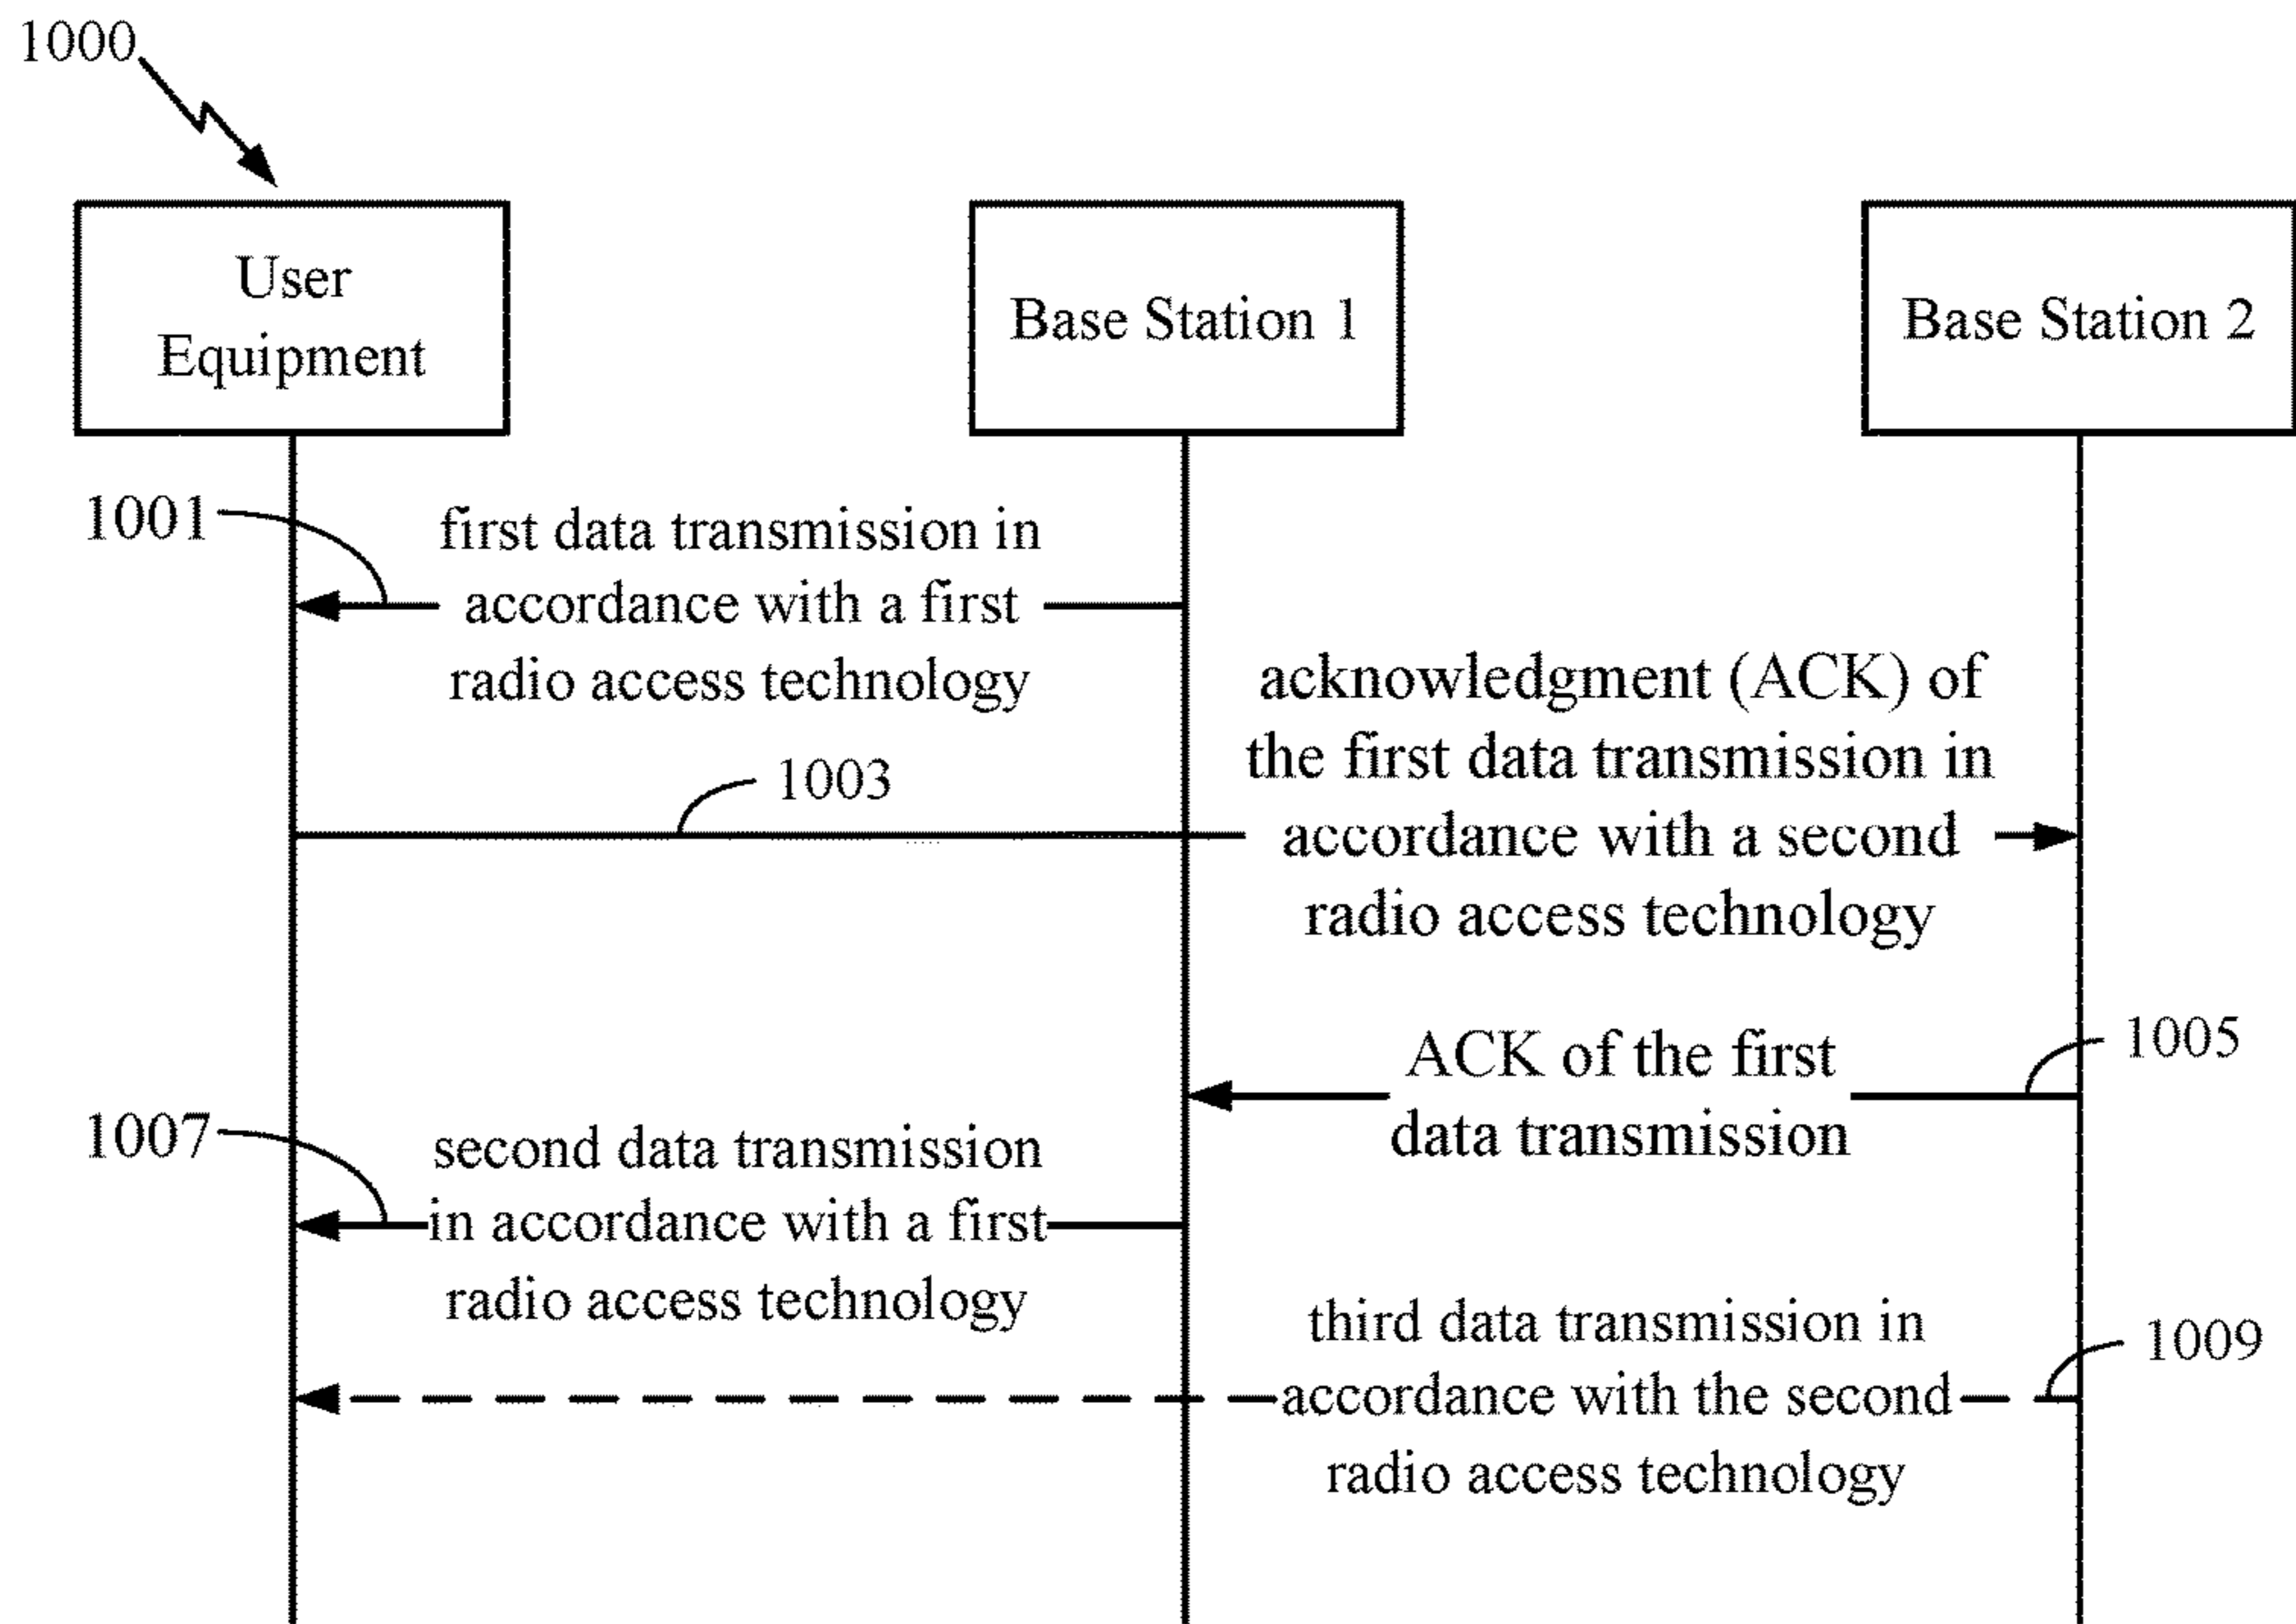 1000
User
Equipment
Base Station 1
Base Station 2
1001
first data transmission in
accordance with a first
radio access technology
acknowledgment (ACK) of
the first data transmission in
accordance with a second
radio access technology
1003
ACK of the first
data transmission
1005
1007
second data transmission
in accordance with a first
radio access technology
third data transmission in
accordance with the second
radio access technology
1009